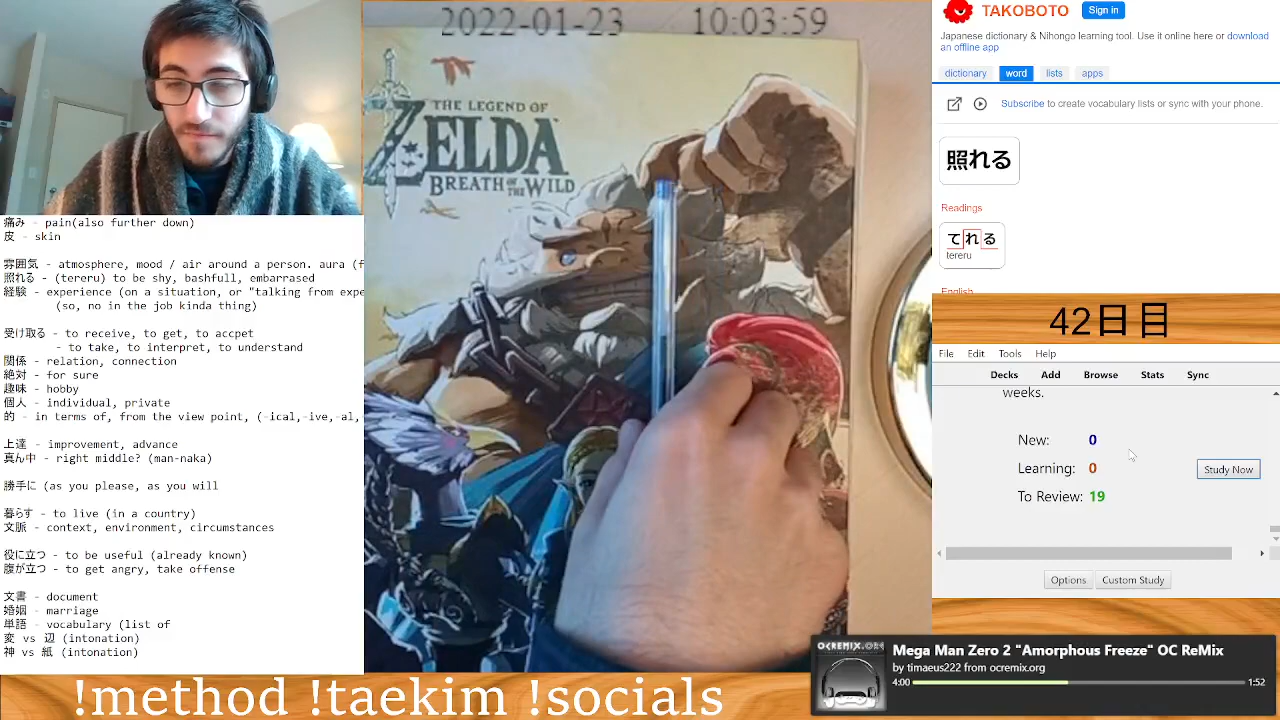 2022-01-23 10:03:59
THE LEGEND OF
ZELDA
BREATH OF THE WILD
痛み - pain(also further down)
皮 - skin
雰囲気 - atmosphere, mood / air around a person. aura (f
照れる - (tereru) to be shy, bashfull, embarrased
経験 - experience (on a situation, or "talking from expe
(so, no in the job kinda thing)
受け取る - to receive, to get, to accpet
- to take, to interpret, to understand
関係 - relation, connection
絶対 - for sure
趣味 - hobby
個人 - individual, private
的 - in terms of, from the view point, (-ical,-ive,-al,
上達 - improvement, advance
真ん中 - right middle? (man-naka)
勝手に (as you please, as you will
暮らす - to live (in a country)
文脈 - context, environment, circumstances
役に立つ - to be useful (already known)
腹が立つ - to get angry, take offense
文書 - document
婚姻 - marriage
単語 - vocabulary (list of
変 vs 辺 (intonation)
神 vs 紙 (intonation)
TAKOBOTO
Sign in
Japanese dictionary & Nihongo learning tool. Use it online here or download
an offline app
dictionary word lists apps
Subscribe to create vocabulary lists or sync with your phone.
照れる
Readings
てれる
tereru
English
42日目
File Edit Tools Help
Decks Add Browse Stats Sync
weeks.
New: 0
Learning: 0
To Review: 19
Study Now
Options Custom Study
OCREMIX.ORG
Mega Man Zero 2 "Amorphous Freeze" OC ReMix
by timaeus222 from ocremix.org
4:00 1:52
!method !taekim !socials